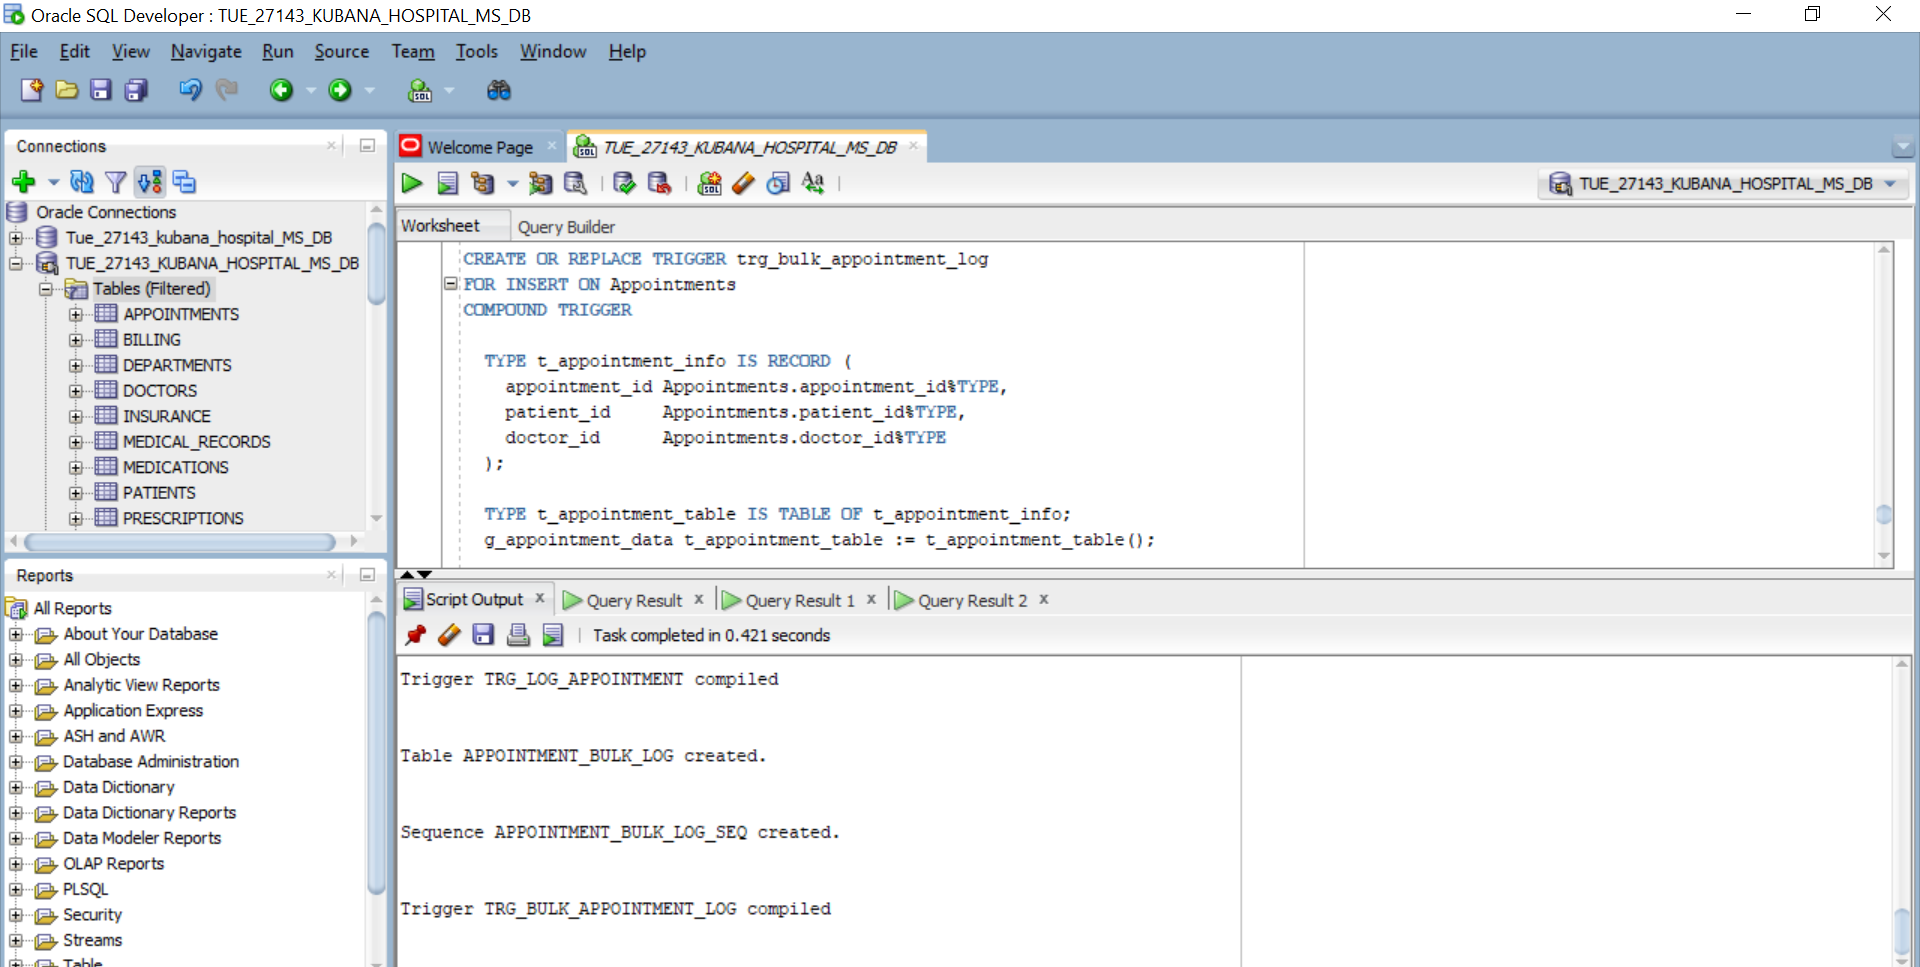 Oracle SQL Developer : TUE_27143_KUBANA_HOSPITAL_MS_DB
File Edit View Navigate Run Source Team Tools Window Help
SQL
Connections
Oracle Connections
Tue_27143_kubana_hospital_MS_DB
TUE_27143_KUBANA_HOSPITAL_MS_DB
Tables (Filtered)
APPOINTMENTS
BILLING
DEPARTMENTS
DOCTORS
INSURANCE
MEDICAL_RECORDS
MEDICATIONS
PATIENTS
PRESCRIPTIONS
Reports
All Reports
About Your Database
All Objects
Analytic View Reports
Application Express
ASH and AWR
Database Administration
Data Dictionary
Data Dictionary Reports
Data Modeler Reports
OLAP Reports
PLSQL
Security
Streams
Table
Welcome Page
SQL TUE_27143_KUBANA_HOSPITAL_MS_DB
SQL Aa
TUE_27143_KUBANA_HOSPITAL_MS_DB
Worksheet Query Builder
CREATE OR REPLACE TRIGGER trg_bulk_appointment_log
FOR INSERT ON Appointments
COMPOUND TRIGGER
TYPE t_appointment_info IS RECORD (
appointment_id Appointments.appointment_id%TYPE,
patient_id Appointments.patient_id%TYPE,
doctor_id Appointments.doctor_id%TYPE
);
TYPE t_appointment_table IS TABLE OF t_appointment_info;
g_appointment_data t_appointment_table := t_appointment_table();
Script Output x Query Result x Query Result 1 x Query Result 2 x
Task completed in 0.421 seconds
Trigger TRG_LOG_APPOINTMENT compiled
Table APPOINTMENT_BULK_LOG created.
Sequence APPOINTMENT_BULK_LOG_SEQ created.
Trigger TRG_BULK_APPOINTMENT_LOG compiled